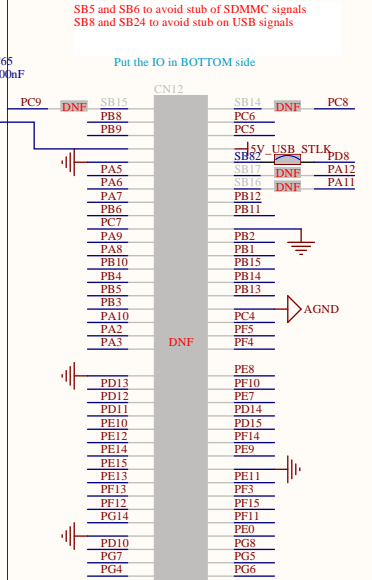 SB5 and SB6 to avoid stub of SDMMC signals
SB8 and SB24 to avoid stub on USB signals
Put the IO in BOTTOM side
65
00nF
CN12
PC9 DNF SB15 SB14 DNF PC8
PB8 PC6
PB9 PC5
5V_USB_STLK
SB82 PD8
PA5 SB17 DNF PA12
PA6 SB16 DNF PA11
PA7 PB12
PB6 PB11
PC7
PA9 PB2
PA8 PB1
PB10 PB15
PB4 PB14
PB5 PB13
PB3 AGND
PA10 PC4
PA2 PF5
PA3 DNF PF4
PE8
PD13 PF10
PD12 PE7
PD11 PD14
PE10 PD15
PE12 PF14
PE14 PE9
PE15
PE13 PE11
PF13 PF3
PF12 PF15
PG14 PF11
PE0
PD10 PG8
PG7 PG5
PG4 PG6